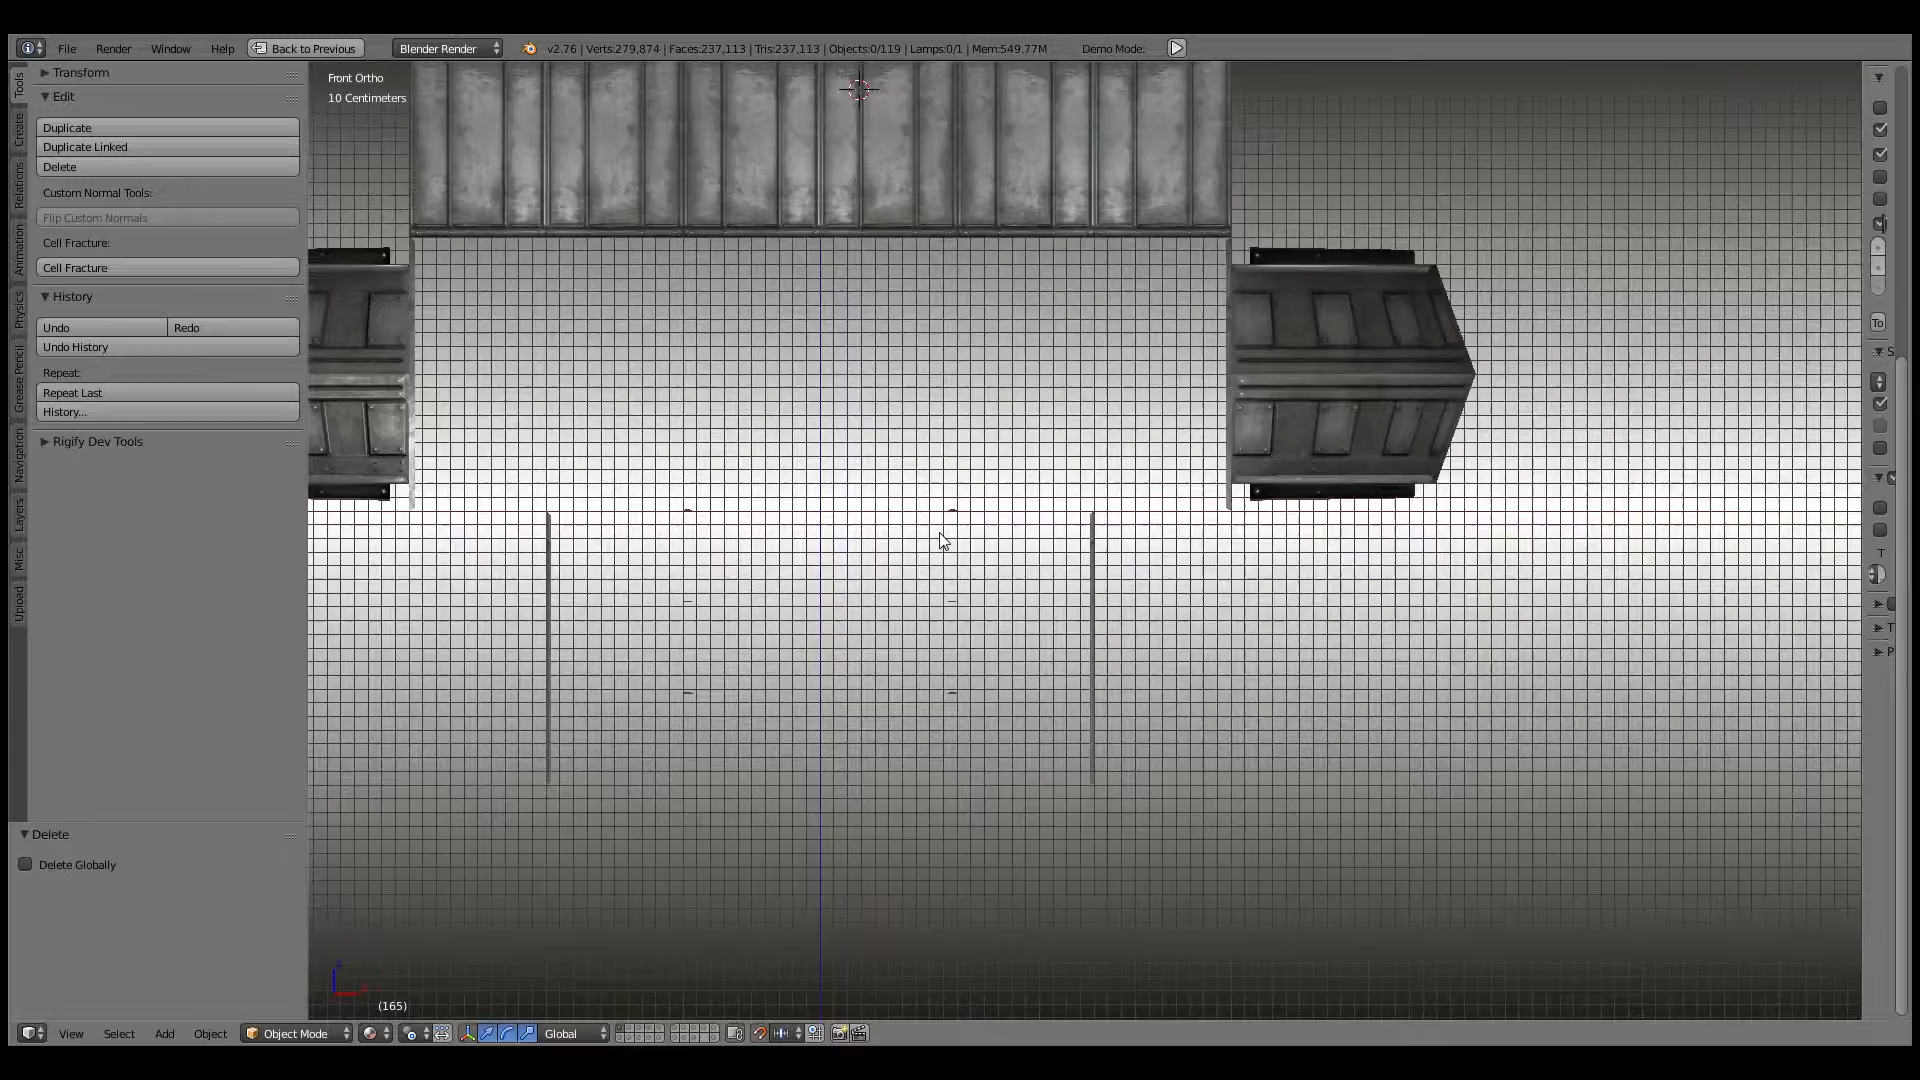 File Render Window Help Back to Previous Blender Render v2.76 | Verts:279,874 | Faces:237,113 | Tris:237,113 | Objects:0/119 | Lamps:0/1 | Mem:549.77M Demo Mode:
Transform
Edit
Duplicate
Duplicate Linked
Delete
Custom Normal Tools:
Flip Custom Normals
Cell Fracture:
Cell Fracture
History
Undo Redo
Undo History
Repeat:
Repeat Last
History...
Rigify Dev Tools
Tools
Create
Relations
Animation
Physics
Grease Pencil
Navigation
Layers
Misc
Upload
Delete
Delete Globally
Front Ortho
10 Centimeters
To
S
T
T
P
z
(165)
View Select Add Object Object Mode Global